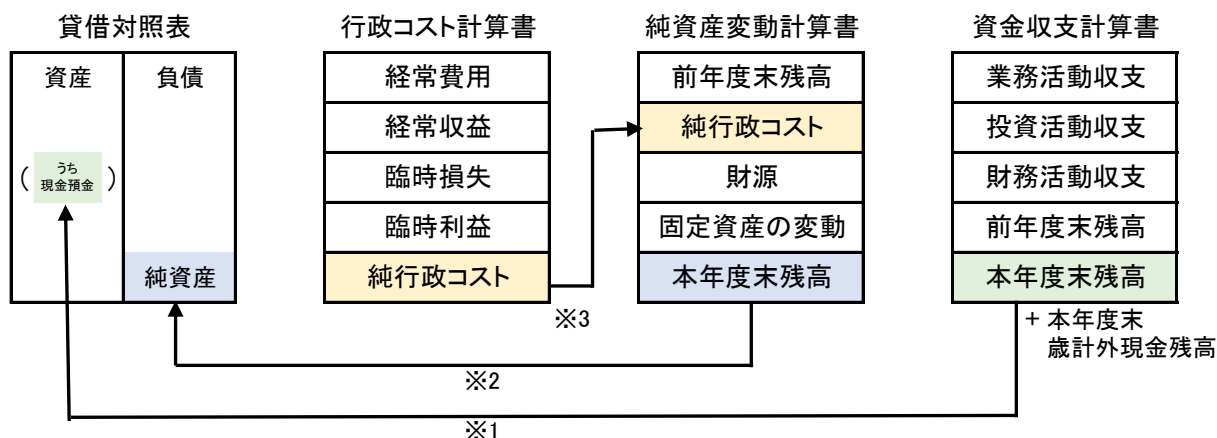 貸借対照表
資産
負債
(うち
現金預金)
純資産
行政コスト計算書
経常費用
経常収益
臨時損失
臨時利益
純行政コスト
純資産変動計算書
前年度末残高
純行政コスト
財源
固定資産の変動
本年度末残高
資金収支計算書
業務活動収支
投資活動収支
財務活動収支
前年度末残高
本年度末残高
+ 本年度末
歳計外現金残高
※3
※2
※1